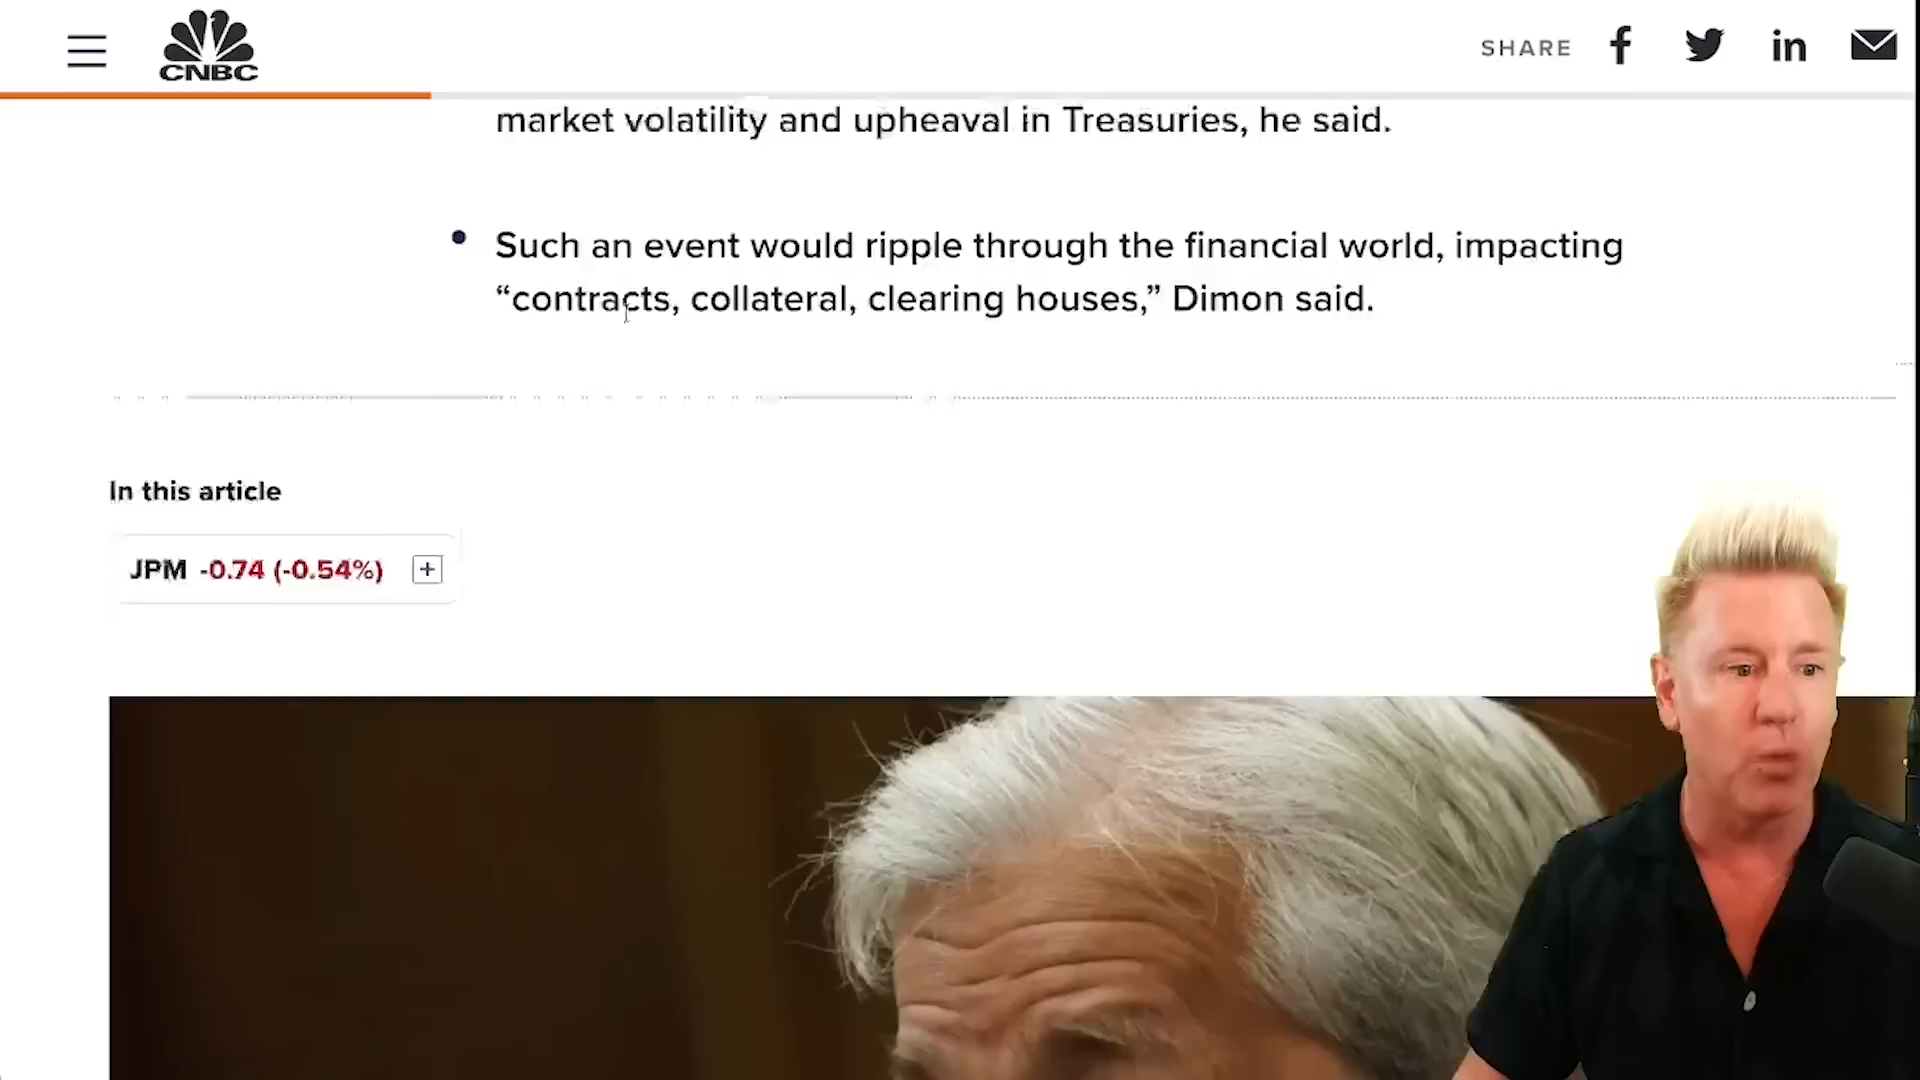 CNBC
SHARE
market volatility and upheaval in Treasuries, he said.
• Such an event would ripple through the financial world, impacting
“contracts, collateral, clearing houses,” Dimon said.
In this article
JPM -0.74 (-0.54%) +